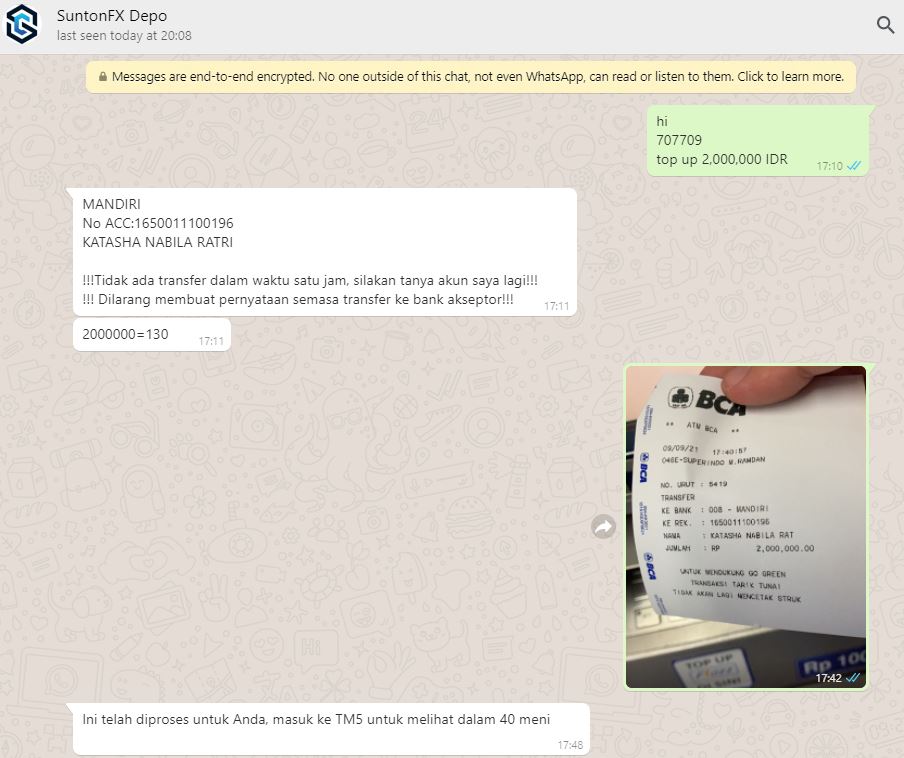 SuntonFX Depo
last seen today at 20:08
Messages are end-to-end encrypted. No one outside of this chat, not even WhatsApp, can read or listen to them. Click to learn more.
hi
707709
top up 2,000,000 IDR
17:10
MANDIRI
No ACC:1650011100196
KATASHA NABILA RATRI
!!!Tidak ada transfer dalam waktu satu jam, silakan tanya akun saya lagi!!!
!!! Dilarang membuat pernyataan semasa transfer ke bank akseptor!!!
17:11
2000000=130
17:11
BCA
** ATM BCA **
09/09/21 17:40:57
046E-SUPERINDO W.RAMDAN
NO. URUT : 5419
TRANSFER
KE BANK : 008 - MANDIRI
KE REK. : 1650011100196
NAMA : KATASHA NABILA RAT
JUMLAH : RP 2,000,000.00
UNTUK MENDUKUNG GO GREEN
TRANSAKSI TARIK TUNAI
TIDAK AKAN LAGI MENCETAK STRUK
BCA
BCA
TOP UP
Flazz
DI SINI
Rp 100
17:42
Ini telah diproses untuk Anda, masuk ke TM5 untuk melihat dalam 40 meni
17:48